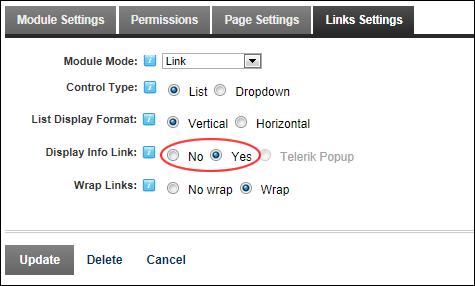 Module Settings Permissions Page Settings Links Settings
Module Mode: i Link
Control Type: i List Dropdown
List Display Format: i Vertical Horizontal
Display Info Link: i No Yes Telerik Popup
Wrap Links: i No wrap Wrap
Update Delete Cancel